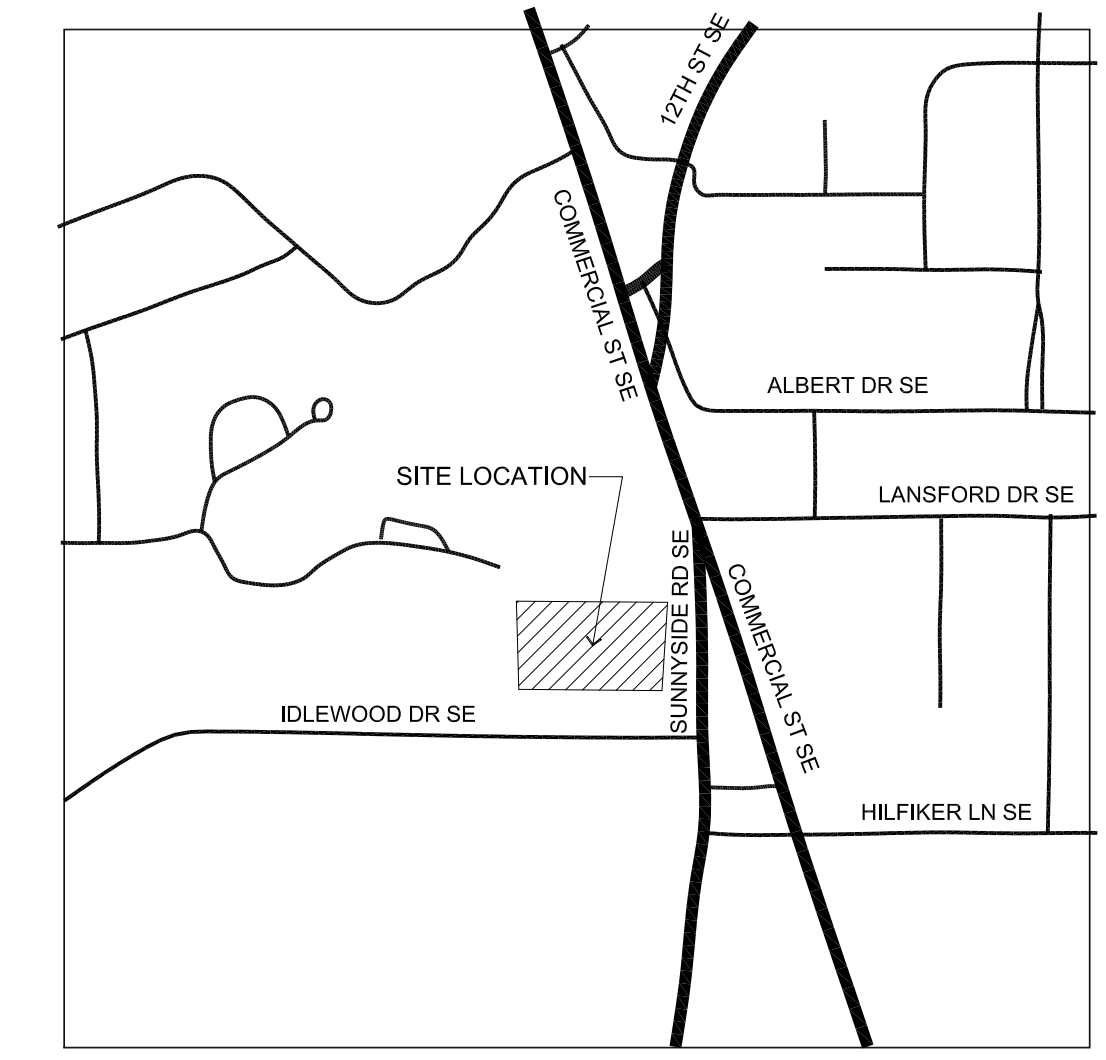 12TH ST SE
COMMERCIAL ST SE
ALBERT DR SE
SITE LOCATION
LANSFORD DR SE
SUNNYSIDE RD SE
COMMERCIAL ST SE
IDLEWOOD DR SE
HILFIKER LN SE